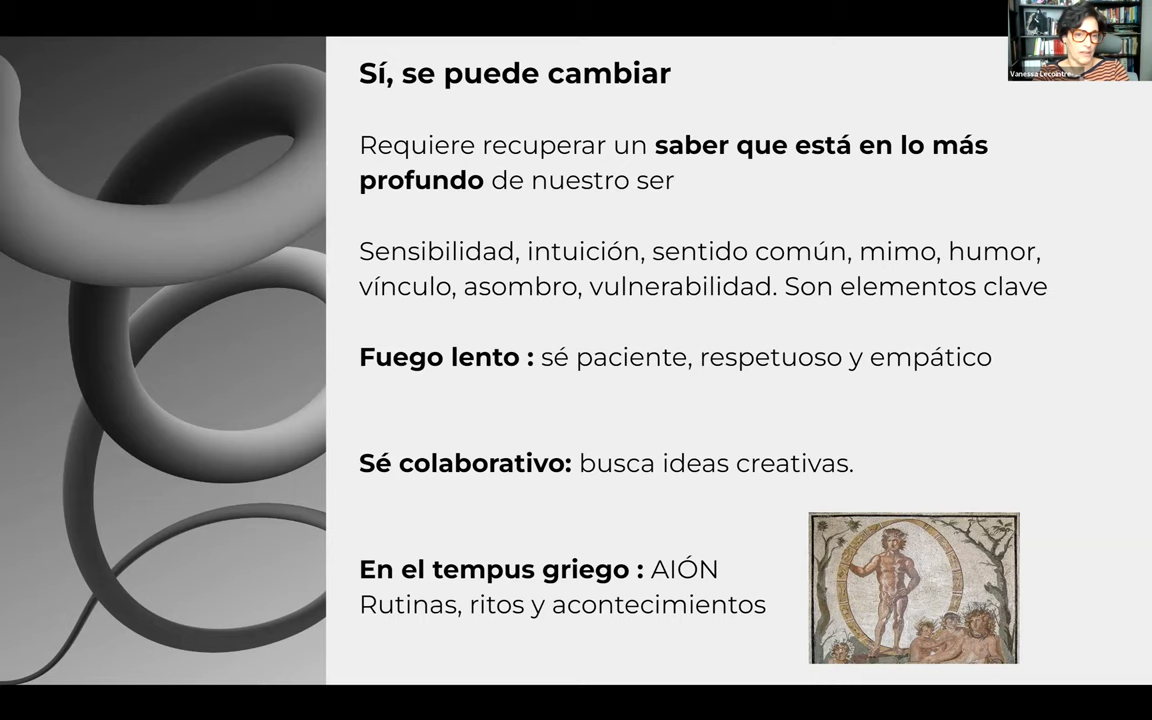 Sí, se puede cambiar
Requiere recuperar un saber que está en lo más
profundo de nuestro ser
Sensibilidad, intuición, sentido común, mimo, humor,
vínculo, asombro, vulnerabilidad. Son elementos clave
Fuego lento : sé paciente, respetuoso y empático
Sé colaborativo: busca ideas creativas.
En el tempus griego : AIÓN
Rutinas, ritos y acontecimientos
Vanessa Lecointre